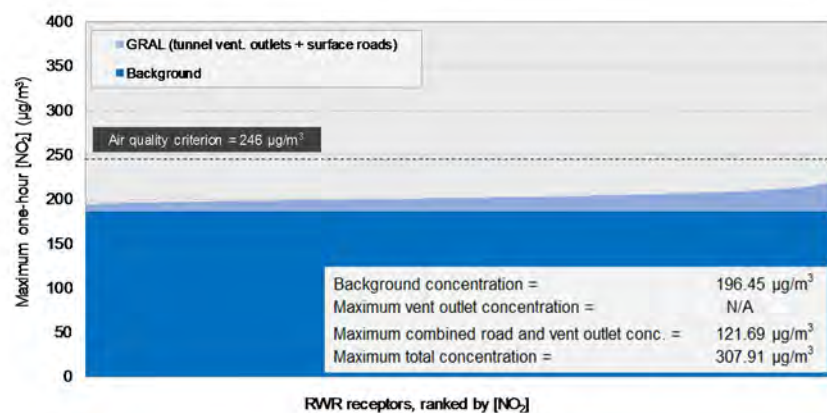 400
350
300
250
200
150
100
50
0
Maximum one-hour [NO₂] (µg/m³)
GRAL (tunnel vent. outlets + surface roads)
Background
Air quality criterion = 246 µg/m³
Background concentration = 196.45 µg/m³
Maximum vent outlet concentration = N/A
Maximum combined road and vent outlet conc. = 121.69 µg/m³
Maximum total concentration = 307.91 µg/m³
RWR receptors, ranked by [NO₂]